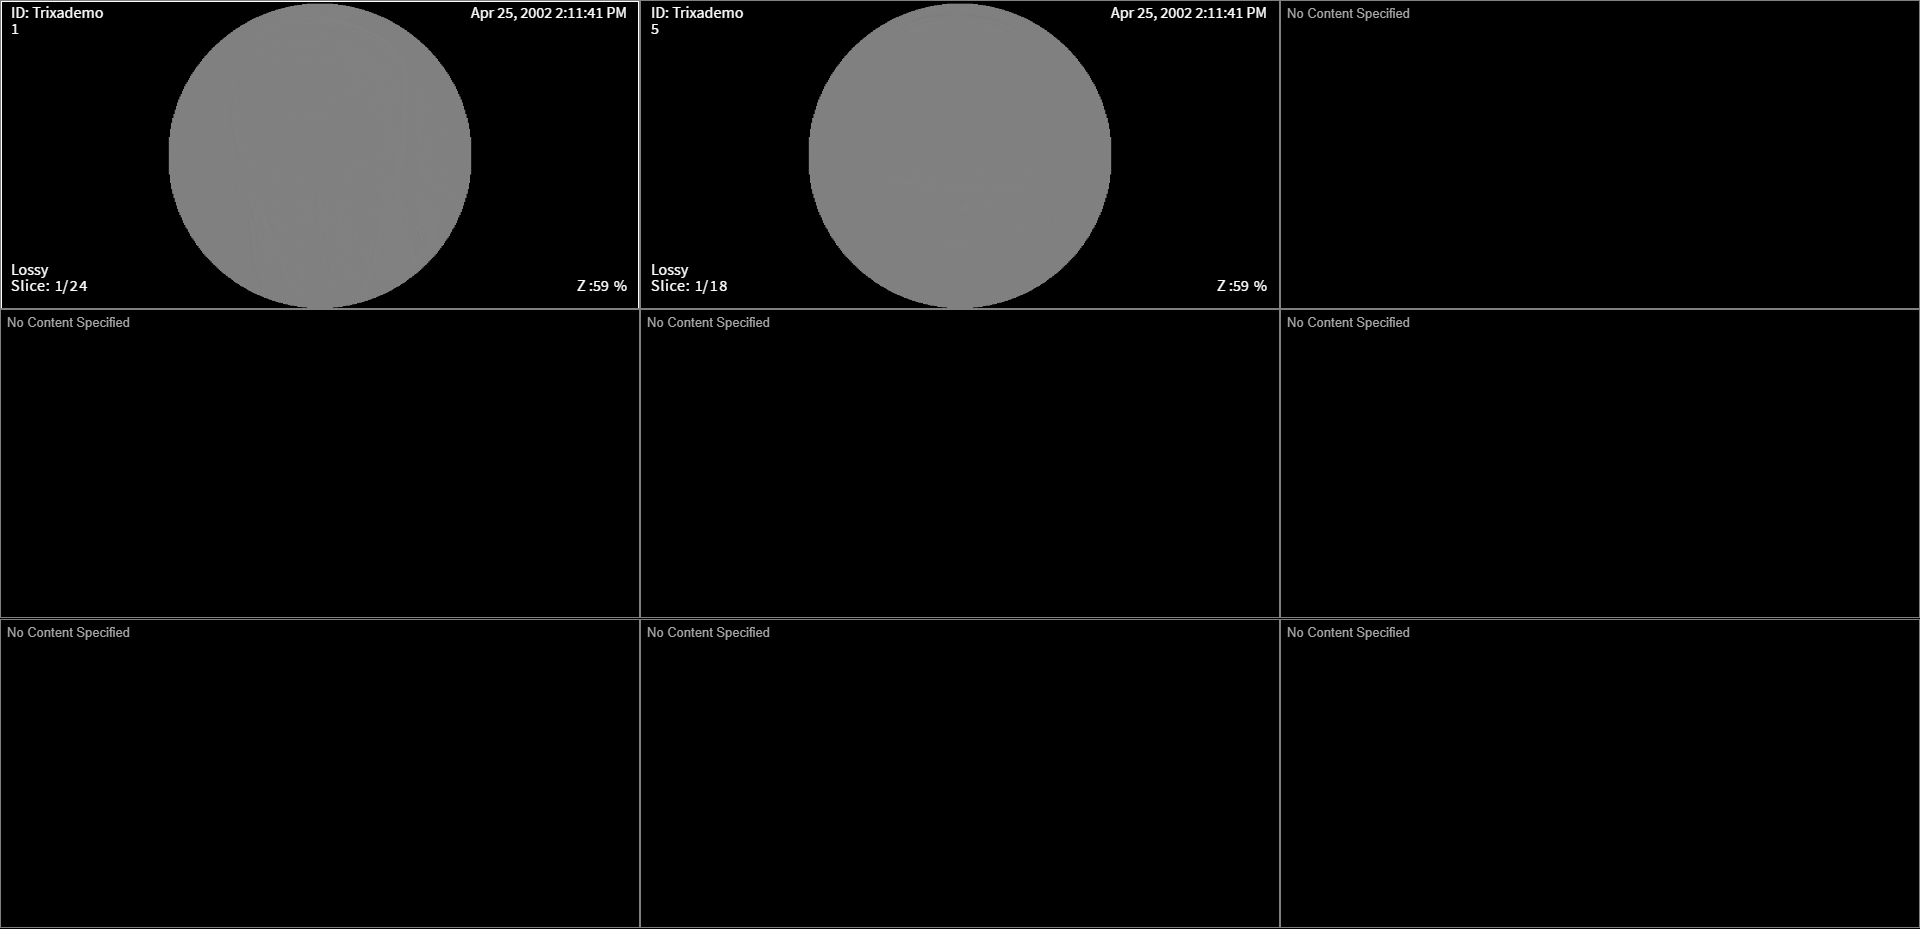 ID: Trixademo
Apr 25, 2002 2:11:41 PM
1
Lossy
Slice: 1/24
Z :59 %
ID: Trixademo
Apr 25, 2002 2:11:41 PM
5
Lossy
Slice: 1/18
Z :59 %
No Content Specified
No Content Specified
No Content Specified
No Content Specified
No Content Specified
No Content Specified
No Content Specified